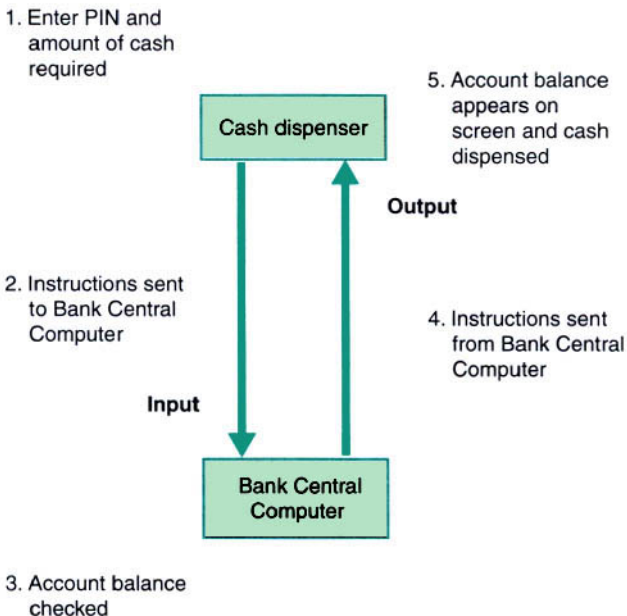 1. Enter PIN and
amount of cash
required
Cash dispenser
5. Account balance
appears on
screen and cash
dispensed
Output
2. Instructions sent
to Bank Central
Computer
4. Instructions sent
from Bank Central
Computer
Input
Bank Central
Computer
3. Account balance
checked